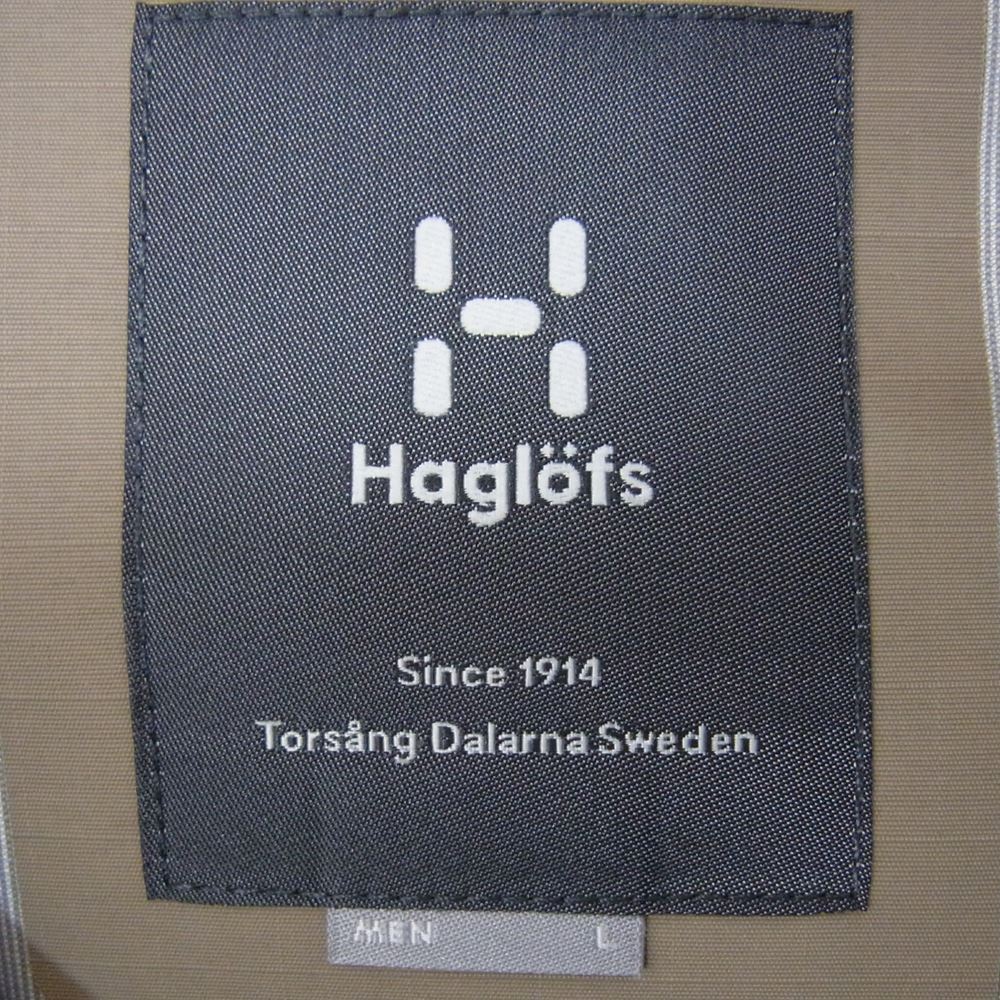 Haglöfs
Since 1914
Torsång Dalarna Sweden
MEN L